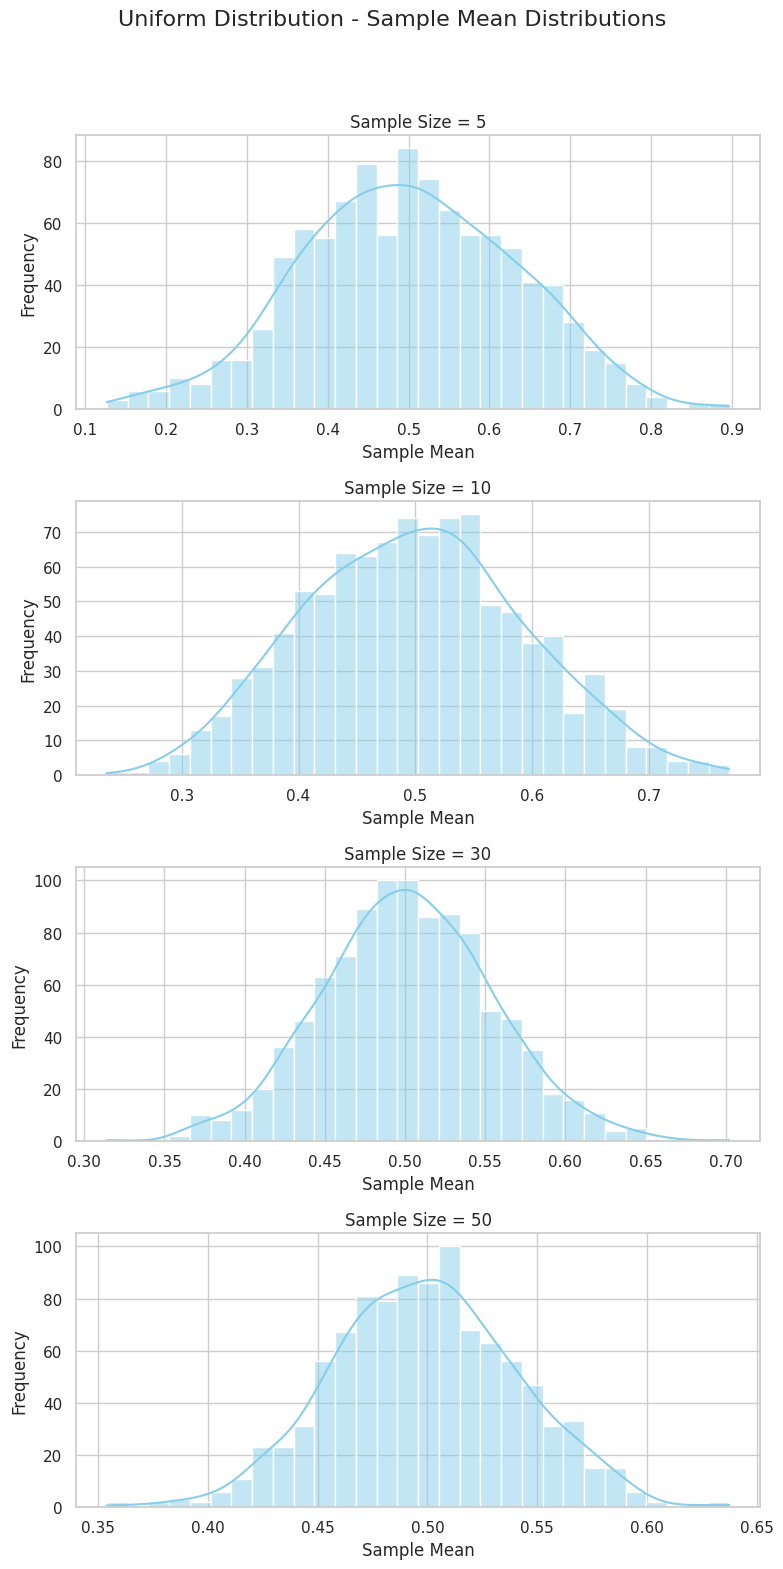 Uniform Distribution - Sample Mean Distributions
Sample Size = 5
80
60
40
20
0
Frequency
0.1 0.2 0.3 0.4 0.5 0.6 0.7 0.8 0.9
Sample Mean
Sample Size = 10
70
60
50
40
30
20
10
0
Frequency
0.3 0.4 0.5 0.6 0.7
Sample Mean
Sample Size = 30
100
80
60
40
20
0
Frequency
0.30 0.35 0.40 0.45 0.50 0.55 0.60 0.65 0.70
Sample Mean
Sample Size = 50
100
80
60
40
20
0
Frequency
0.35 0.40 0.45 0.50 0.55 0.60 0.65
Sample Mean